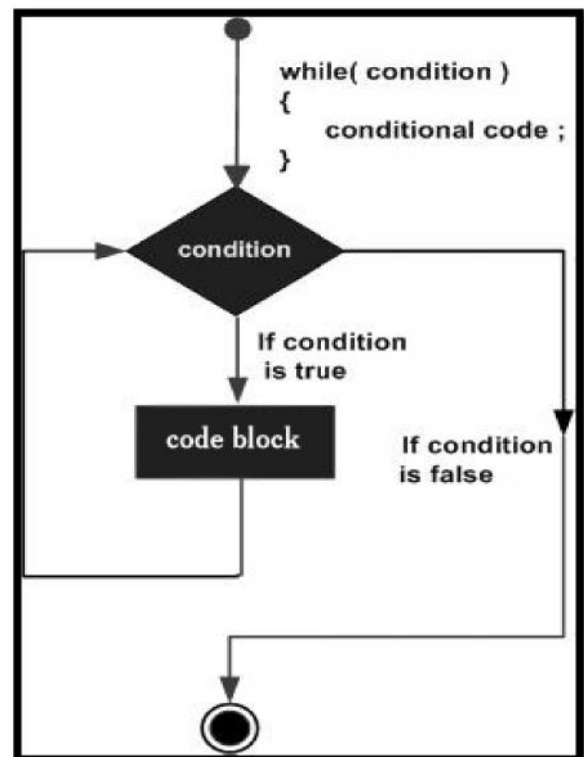 while( condition )
{
conditional code ;
}
condition
If condition
is true
code block
If condition
is false